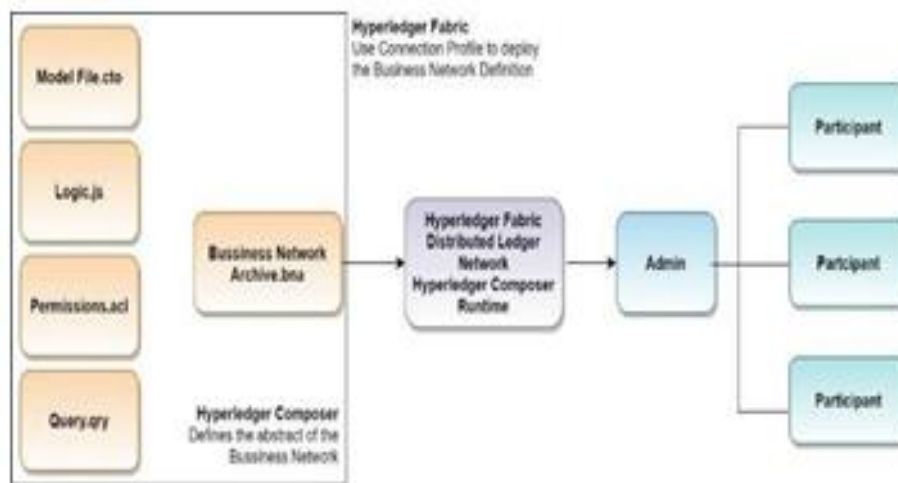 Model File.cto
Logic.js
Permissions.acl
Query.qry
Bussiness Network
Archive.bna
Hyperledger Composer
Defines the abstract of the
Bussiness Network
Hyperledger Fabric
Use Connection Profile to deploy
the Business Network Definition
Hyperledger Fabric
Distributed Ledger
Network
Hyperledger Composer
Runtime
Admin
Participant
Partcipant
Participant